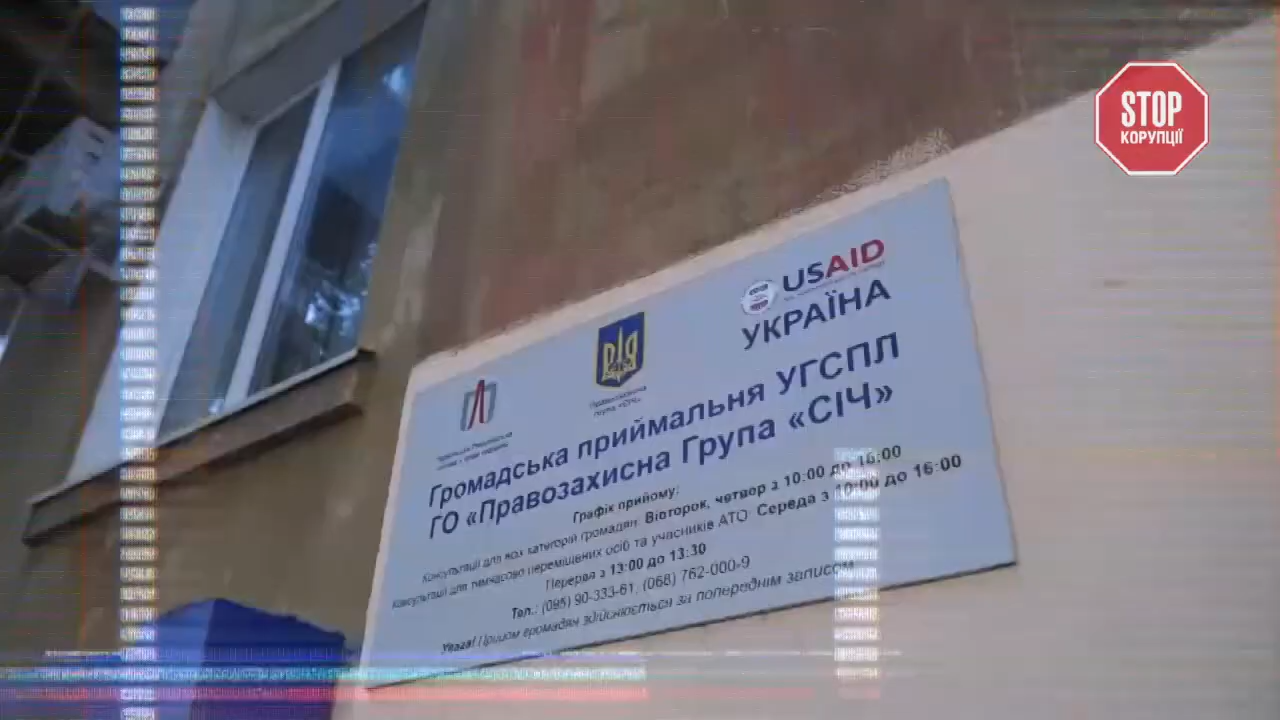 STOP
КОРУПЦІЇ
USAID
УКРАЇНА
Правозахисна
група «СІЧ»
Громадська приймальня УГСПЛ
ГО «Правозахисна Група «СІЧ»
Графік прийому:
Консультації для всіх категорій громадян: Вівторок, четвер з 10:00 до 16:00
Консультації для тимчасово переміщених осіб та учасників АТО: Середа з 10:00 до 16:00
Перерва з 13:00 до 13:30
Тел.: (095) 90-333-61, (068) 762-000-9
Увага! Прийом громадян здійснюється за попереднім записом